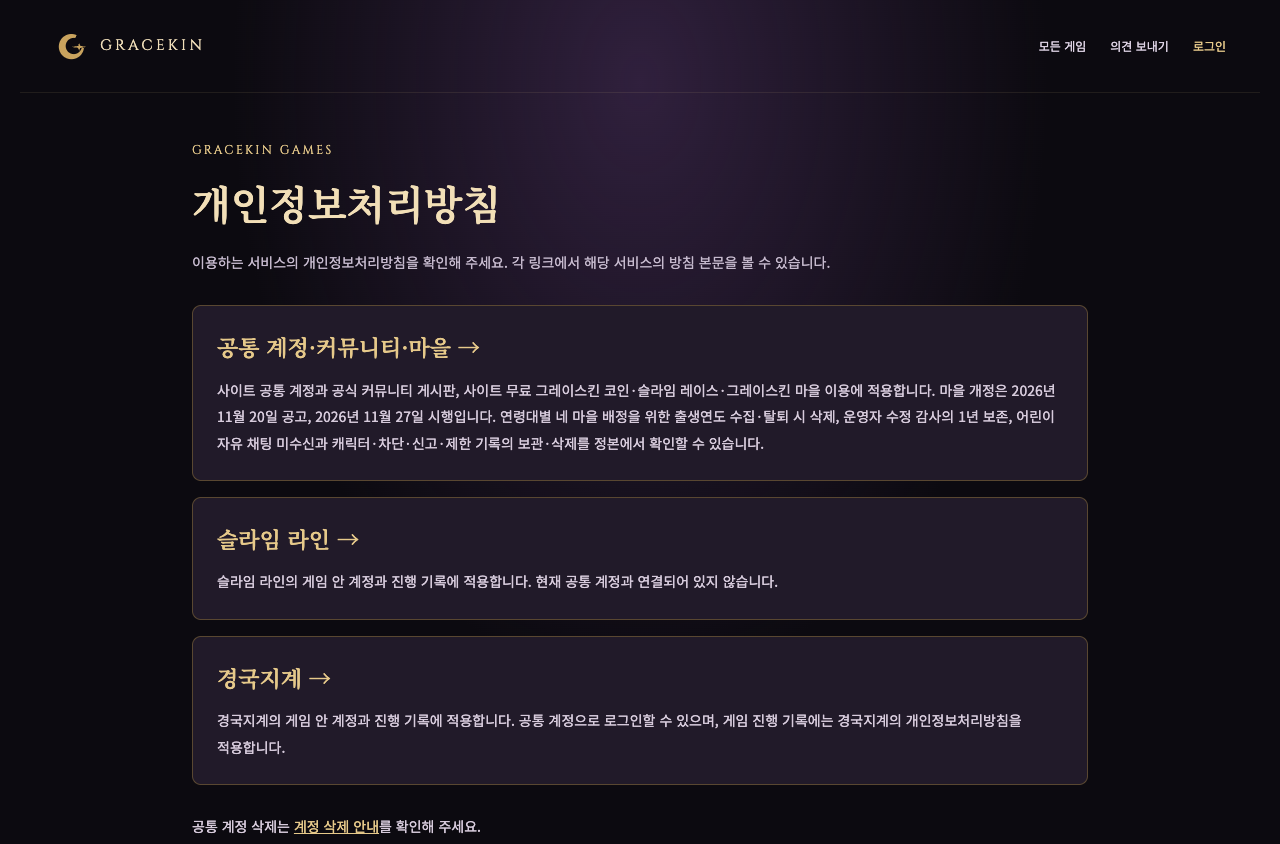 GRACEKIN
모든 게임 의견 보내기 로그인
GRACEKIN GAMES
개인정보처리방침
이용하는 서비스의 개인정보처리방침을 확인해 주세요. 각 링크에서 해당 서비스의 방침 본문을 볼 수 있습니다.
공통 계정·커뮤니티·마을 →
사이트 공통 계정과 공식 커뮤니티 게시판, 사이트 무료 그레이스킨 코인·슬라임 레이스·그레이스킨 마을 이용에 적용합니다. 마을 개정은 2026년
11월 20일 공고, 2026년 11월 27일 시행입니다. 연령대별 네 마을 배정을 위한 출생연도 수집·탈퇴 시 삭제, 운영자 수정 감사의 1년 보존, 어린이
자유 채팅 미수신과 캐릭터·차단·신고·제한 기록의 보관·삭제를 정본에서 확인할 수 있습니다.
슬라임 라인 →
슬라임 라인의 게임 안 계정과 진행 기록에 적용합니다. 현재 공통 계정과 연결되어 있지 않습니다.
경국지계 →
경국지계의 게임 안 계정과 진행 기록에 적용합니다. 공통 계정으로 로그인할 수 있으며, 게임 진행 기록에는 경국지계의 개인정보처리방침을
적용합니다.
공통 계정 삭제는 계정 삭제 안내를 확인해 주세요.